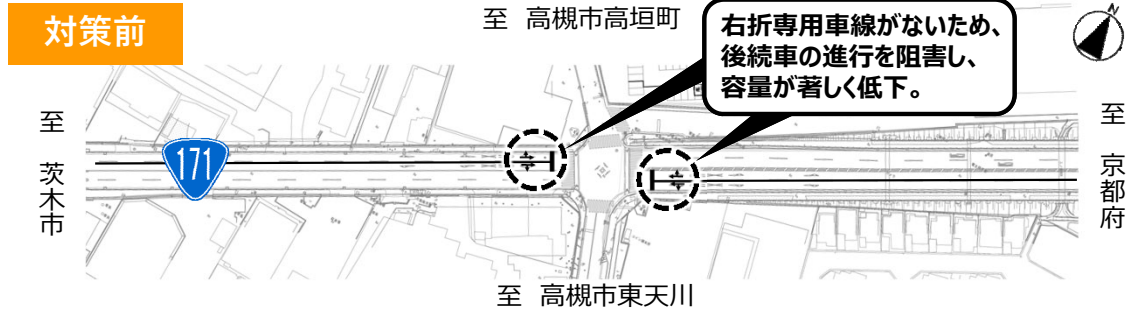 対策前
至 高槻市高垣町
右折専用車線がないため、
後続車の進行を阻害し、
容量が著しく低下。
N
至 茨木市
171
至 京都府
至 高槻市東天川